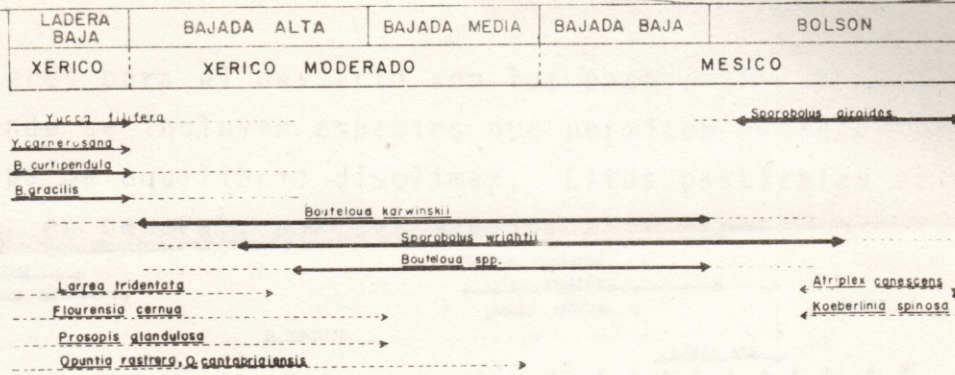 LADERA BAJA BAJADA ALTA BAJADA MEDIA BAJADA BAJA BOLSON
XERICO XERICO MODERADO MESICO
Yucca filifera Sporobolus airoides
Y. carnerosana
B. curtipendula
B. gracilis
Bouteloua karwinskii
Sporobolus wrightii
Bouteloua spp.
Larrea tridentata Atriplex canescens
Flourensia cernua Koeberlinia spinosa
Prosopis glandulosa
Opuntia rastrera, O. cantabrigiensis